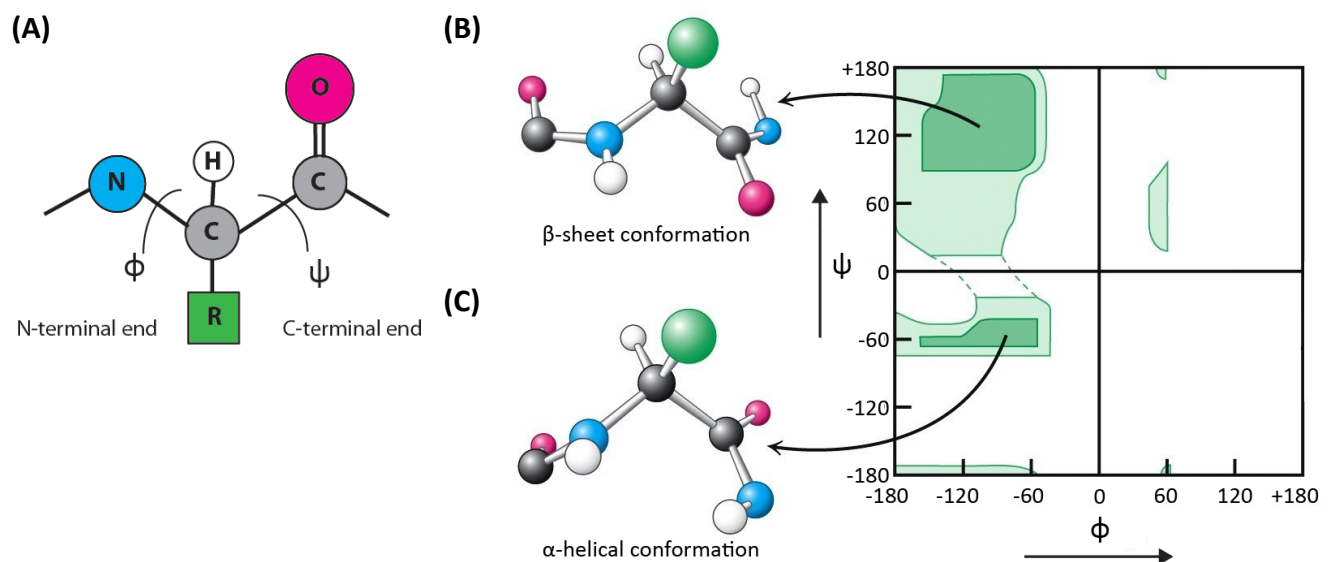 (A)
O
N
H
C
C
ϕ
ψ
R
N-terminal end
C-terminal end
(B)
β-sheet conformation
(C)
α-helical conformation
+180
120
60
0
-60
-120
-180
ψ
-180
-120
-60
0
60
120
+180
ϕ